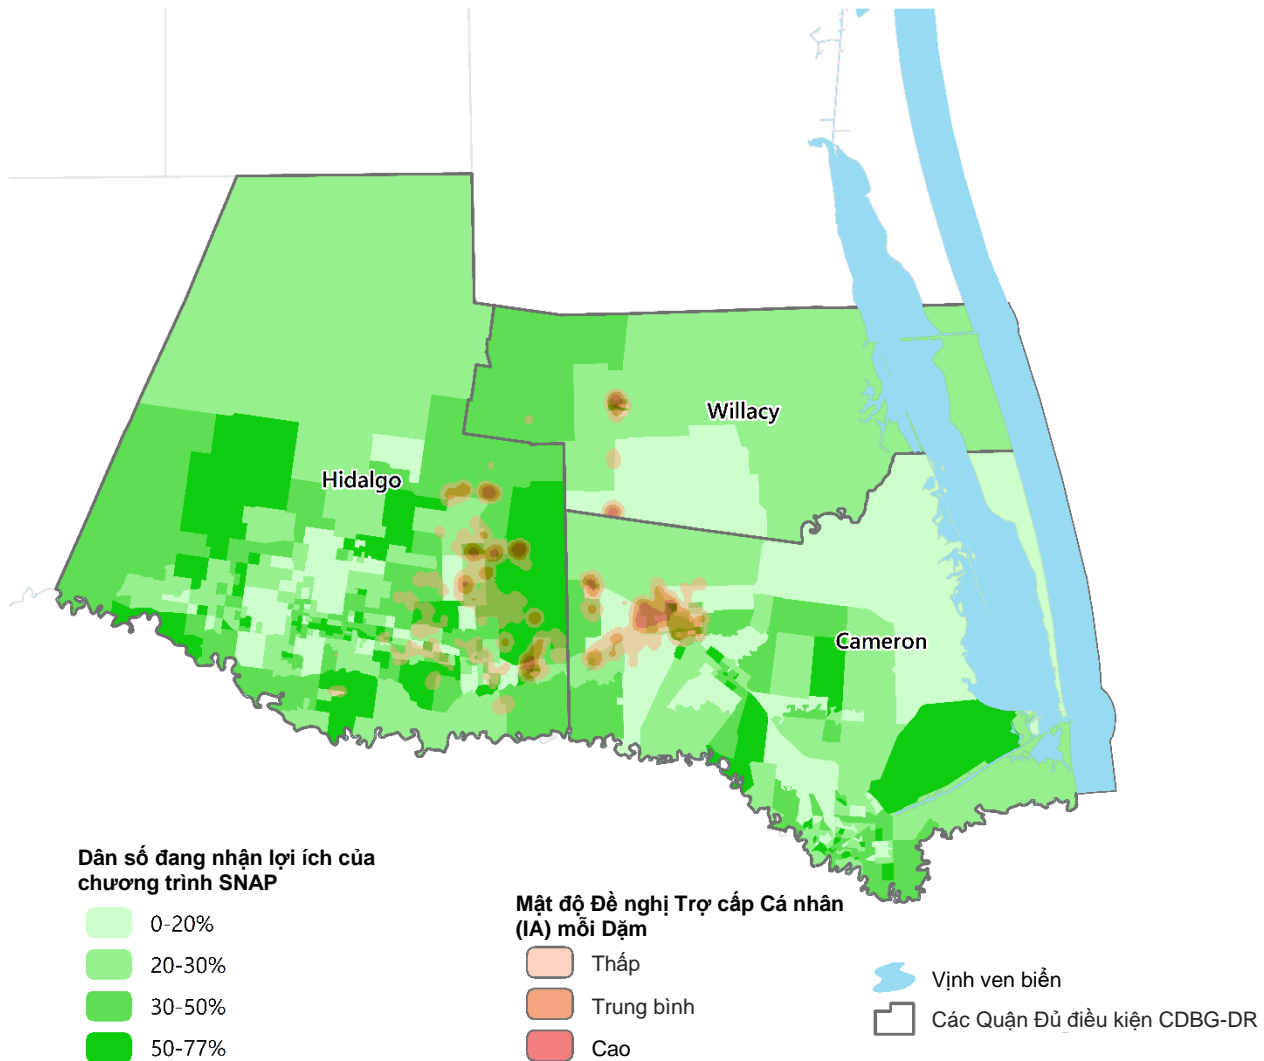 Willacy
Hidalgo
Cameron
Dân số đang nhận lợi ích của
chương trình SNAP
0-20%
20-30%
30-50%
50-77%
Mật độ Đề nghị Trợ cấp Cá nhân
(IA) mỗi Dặm
Thấp
Trung bình
Cao
Vịnh ven biển
Các Quận Đủ điều kiện CDBG-DR